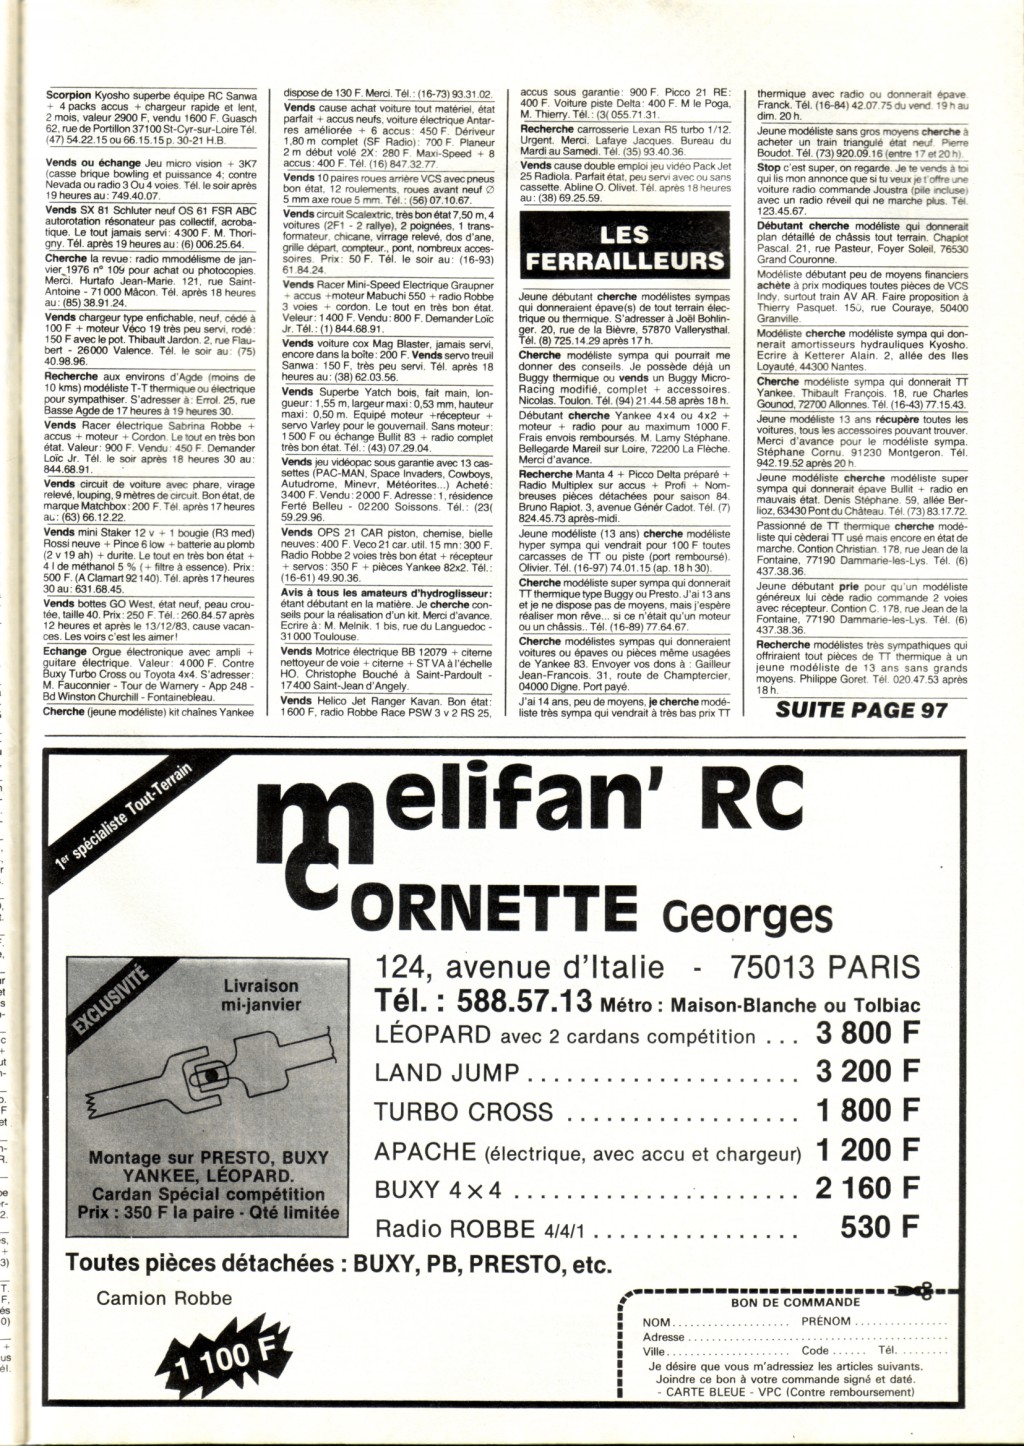 Scorpion Kyosho superbe équipe RC Sanwa
+ 4 packs accus + chargeur rapide et lent,
2 mois, valeur 2900 F, vendu 1600 F. Guasch
62, rue de Portillon 37100 St-Cyr-sur-Loire Tél.
(47) 54.22.15 ou 66.15.15 p. 30-21 H.B.
Vends ou échange Jeu micro vision + 3K7
(casse brique bowling et puissance 4; contre
Nevada ou radio 3 Ou 4 voies. Tél. le soir après
19 heures au : 749.40.07.
Vends SX 81 Schluter neuf OS 61 FSR ABC
autorotation résonateur pas collectif, acroba-
tique. Le tout jamais servi : 4300 F. M. Thori-
gny. Tél. après 19 heures au : (6) 006.25.64.
Cherche la revue : radio mmodélisme de jan-
vier 1976 n° 109 pour achat ou photocopies.
Merci. Hurtafo Jean-Marie. 121, rue Saint-
Antoine - 71000 Mâcon. Tél. après 18 heures
au : (85) 38.91.24.
Vends chargeur type enfichable, neuf, cédé à
100 F + moteur Véco 19 très peu servi, rodé :
150 F avec le pot. Thibault Jardon. 2, rue Flau-
bert - 26000 Valence. Tél. le soir au : (75)
40.98.96.
Recherche aux environs d'Agde (moins de
10 kms) modéliste T-T thermique ou électrique
pour sympathiser. S'adresser à : Errol. 25, rue
Basse Agde de 17 heures à 19 heures 30.
Vends Racer électrique Sabrina Robbe +
accus + moteur + Cordon. Le tout en très bon
état. Valeur : 900 F. Vendu : 450 F. Demander
Loïc Jr. Tél. le soir après 18 heures 30 au :
844.68.91.
Vends circuit de voiture avec phare, virage
relevé, louping, 9 mètres de circuit. Bon état, de
marque Matchbox : 200 F. Tél. après 17 heures
au : (63) 66.12.22.
Vends mini Staker 12 v + 1 bougie (R3 med)
Rossi neuve + Pince 6 low + batterie au plomb
(2 v 19 ah) + durite. Le tout en très bon état +
4 l de méthanol 5 % (+ filtre à essence). Prix :
500 F. (A Clamart 92140). Tél. après 17 heures
30 au : 631.68.45.
Vends bottes GO West, état neuf, peau crou-
tée, taille 40. Prix : 250 F. Tél. : 260.84.57 après
12 heures et après le 13/12/83, cause vacan-
ces. Les voirs c'est les aimer !
Echange Orgue électronique avec ampli +
guitare électrique. Valeur : 4000 F. Contre
Buxy Turbo Cross ou Toyota 4x4. S'adresser :
M. Fauconnier - Tour de Warnery - App 248 -
Bd Winston Churchill - Fontainebleau.
Cherche (jeune modéliste) kit chaînes Yankee
dispose de 130 F. Merci. Tél. : (16-73) 93.31.02.
Vends cause achat voiture tout matériel, état
parfait + accus neufs, voiture électrique Antar-
res améliorée + 6 accus : 450 F. Dériveur
1,80 m complet (SF Radio) : 700 F. Planeur
2 m début volé 2X : 280 F. Maxi-Speed + 8
accus : 400 F. Tél. (16) 847.32.77.
Vends 10 paires roues arrière VCS avec pneus
bon état, 12 roulements, roues avant neuf ∅
5 mm axe roue 5 mm. Tél. : (56) 07.10.67.
Vends circuit Scalextric, très bon état 7,50 m, 4
voitures (2F1 - 2 rallye), 2 poignées, 1 trans-
formateur, chicane, virrage relevé, dos d'ane,
grille départ, compteur., pont, nombreux acces-
soires. Prix : 50 F. Tél. le soir au : (16-93)
61.84.24.
Vends Racer Mini-Speed Electrique Graupner
+ accus +moteur Mabuchi 550 + radio Robbe
3 voies + cordon. Le tout en très bon état.
Veleur : 1 400 F. Vendu : 800 F. Demander Loïc
Jr. Tél. : (1) 844.68.91.
Vends voiture cox Mag Blaster, jamais servi,
encore dans la boîte : 200 F. Vends servo treuil
Sanwa : 150 F, très peu servi. Tél. après 18
heures au : (38) 62.03.56.
Vends Superbe Yatch bois, fait main, lon-
gueur : 1,55 m, largeur maxi : 0,53 mm, hauteur
maxi : 0,50 m. Equipé moteur +récepteur +
servo Varley pour le gouvernail. Sans moteur :
1500 F ou échange Bullit 83 + radio complet
très bon état. Tél. : (43) 07.29.04.
Vends jeu vidéopac sous garantie avec 13 cas-
settes (PAC-MAN, Space Invaders, Cowboys,
Autudrome, Minevr, Météorites...) Acheté :
3400 F. Vendu : 2000 F. Adresse : 1, résidence
Ferté Belleu - 02200 Soissons. Tél. : (23(
59.29.96.
Vends OPS 21 CAR piston, chemise, bielle
neuves : 400 F. Veco 21 car. util. 15 mn : 300 F.
Radio Robbe 2 voies très bon état + récepteur
+ servos : 350 F + pièces Yankee 82x2. Tél. :
(16-61) 49.90.36.
Avis à tous les amateurs d'hydroglisseur :
étant débutant en la matière. Je cherche con-
seils pour la réalisation d'un kit. Merci d'avance.
Ecrire à : M. Meinik. 1 bis, rue du Languedoc -
31000 Toulouse.
Vends Motrice électrique BB 12079 + citerne
nettoyeur de voie + citerne + ST VA à l'échelle
HO. Christophe Bouché à Saint-Pardoult -
17400 Saint-Jean d'Angely.
Vends Helico Jet Ranger Kavan. Bon état :
1600 F, radio Robbe Race PSW 3 v 2 RS 25,
accus sous garantie : 900 F. Picco 21 RE :
400 F. Voiture piste Delta : 400 F. M le Poga,
M. Thierry. Tél. : (3( 055.71.31.
Recherche carrosserie Lexan R5 turbo 1/12.
Urgent. Merci. Lafaye Jacques. Bureau du
Mardi au Samedi. Tél. (35) 93.40.36.
Vends cause double emploi jeu vidéo Pack Jet
25 Radiola. Parfait état, peu servi avec ou sans
cassette. Abline O. Olivet. Tél. après 18 heures
au : (38) 69.25.59.
LES
FERRAILLEURS
Jeune débutant cherche modélistes sympas
qui donneraient épave(s) de tout terrain élec-
trique ou thermique. S'adresser à Joël Bohlin-
ger. 20, rue de la Bièvre, 57870 Vallerysthal.
Tél. (8) 725.14.29 après 17 h.
Cherche modéliste sympa qui pourrait me
donner des conseils. Je possède déjà un
Buggy thermique ou vends un Buggy Micro-
Racing modifié, complet + accessoires.
Nicolas. Toulon. Tél. (94) 21.44.58 après 18 h.
Débutant cherche Yankee 4x4 ou 4x2 +
moteur + radio pour au maximum 1000 F.
Frais envois remboursés. M. Lamy Stéphane.
Bellegarde Mareil sur Loire, 72200 La Flèche.
Merci d'avance.
Recherche Manta 4 + Picco Delta préparé +
Radio Multiplex sur accus + Profi + Nom-
breuses pièces détachées pour saison 84.
Bruno Rapiot. 3, avenue Génér Cadot. Tél. (7)
824.45.73 après-midi.
Jeune modéliste (13 ans) cherche modéliste
hyper sympa qui vendrait pour 100 F toutes
carcasses de TT ou piste (port remboursé).
Olivier. Tél. (16-97) 74.01.15 (ap. 18 h 30).
Cherche modéliste super sympa qui donnerait
TT thermique type Buggy ou Presto. J'ai 13 ans
et je ne dispose pas de moyens, mais j'espère
réaliser mon rêve... si ce n'était qu'un moteur
ou un châssis.. Tél. (16-89) 77.64.67.
Cherche modélistes sympas qui donneraient
voitures ou épaves ou pièces même usagées
de Yankee 83. Envoyer vos dons à : Gailleur
Jean-Francois. 31, route de Champtercier,
04000 Digne. Port payé.
J'ai 14 ans, peu de moyens, je cherche modé-
liste très sympa qui vendrait à très bas prix TT
thermique avec radio ou donnerait épave.
Franck. Tél. (16-84) 42.07.75 du vend. 19 h au
dim. 20 h.
Jeune modéliste sans gros moyens cherche à
acheter un train triangulé état neuf. Pierre
Boudot. Tél. (73) 920.09.16 (entre 17 et 20 h).
Stop c'est super, on regarde. Je te vends à toi
qui lis mon annonce que si tu veux je t'offre une
voiture radio commande Joustra (pile incluse)
avec un radio réveil qui ne marche plus. Tél.
123.45.67.
Débutant cherche modéliste qui donnerait
plan détaillé de châssis tout terrain. Chaplot
Pascal. 21, rue Pasteur, Foyer Soleil, 76530
Grand Couronne.
Modéliste débutant peu de moyens financiers
achète à prix modiques toutes pièces de VCS
Indy, surtout train AV AR. Faire proposition à
Thierry Pasquet. 150, rue Couraye, 50400
Granville.
Modéliste cherche modéliste sympa qui don-
nerait amortisseurs hydrauliques Kyosho.
Ecrire à Ketterer Alain. 2, allée des Iles
Loyauté, 44300 Nantes.
Cherche modéliste sympa qui donnerait TT
Yankee. Thibault François. 18, rue Charles
Gounod, 72700 Allonnes. Tél. (16-43) 77.15.43.
Jeune modéliste 13 ans récupère toutes les
voitures, tous les accessoires pouvant trouver.
Merci d'avance pour le modéliste sympa.
Stéphane Cornu. 91230 Montgeron. Tél.
942.19.52 après 20 h.
Jeune modéliste cherche modéliste super
sympa qui donnerait épave Bullit + radio en
mauvais état. Denis Stéphane. 59, allée Ber-
lioz, 63430 Pont du Château. Tél. (73) 83.17.72.
Passionné de TT thermique cherche modé-
liste qui cèderai TT usé mais encore en état de
marche. Contion Christian. 178, rue Jean de la
Fontaine, 77190 Dammarie-les-Lys. Tél. (6)
437.38.36.
Jeune débutant prie pour qu'un modéliste
généreux lui cède radio commande 2 voies
avec récepteur. Contion C. 178, rue Jean de la
Fontaine, 77190 Dammarie-les-Lys. Tél. (6)
437.38.36.
Recherche modélistes très sympathiques qui
offriraient tout pièces de TT thermique à un
jeune modéliste de 13 ans sans grands
moyens. Philippe Goret. Tél. 020.47.53 après
18 h.
SUITE PAGE 97
1er spécialiste Tout-Terrain
melifan' RC
CORNETTE Georges
124, avenue d'Italie - 75013 PARIS
Tél. : 588.57.13 Métro : Maison-Blanche ou Tolbiac
EXCLUSIVITÉ
Livraison
mi-janvier
Montage sur PRESTO, BUXY
YANKEE, LÉOPARD.
Cardan Spécial compétition
Prix : 350 F la paire - Qté limitée
LÉOPARD avec 2 cardans compétition ... 3 800 F
LAND JUMP ........................ 3 200 F
TURBO CROSS ..................... 1 800 F
APACHE (électrique, avec accu et chargeur) 1 200 F
BUXY 4 x 4 ......................... 2 160 F
Radio ROBBE 4/4/1 ................ 530 F
Toutes pièces détachées : BUXY, PB, PRESTO, etc.
Camion Robbe
1 100 F
BON DE COMMANDE
NOM.................... PRÉNOM ................
Adresse .............................................
Ville..................... Code ...... Tél. .........
Je désire que vous m'adressiez les articles suivants.
Joindre ce bon à votre commande signé et daté.
- CARTE BLEUE - VPC (Contre remboursement)